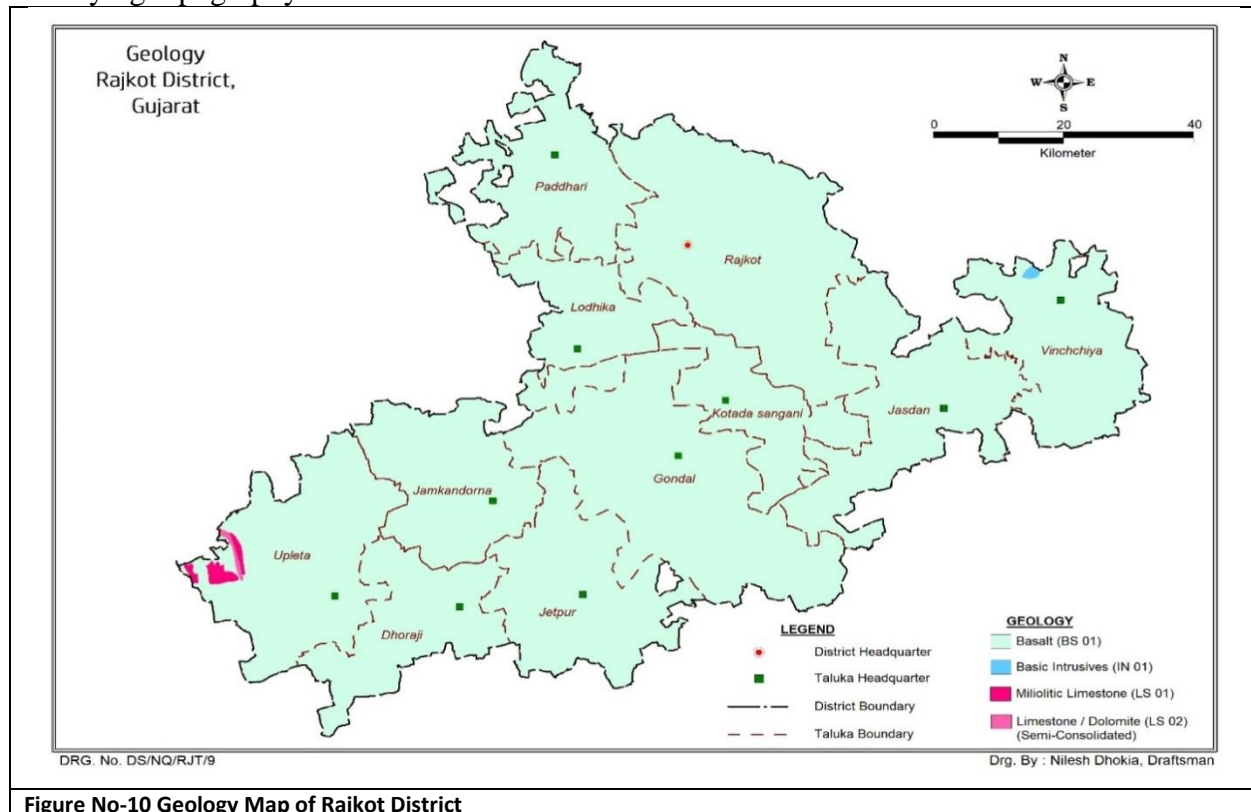 Geology
Rajkot District,
Gujarat
N
W E
S
0 20 40
Kilometer
Paddhari
Rajkot
Lodhika
Vinchchiya
Kotada sangani
Jasdan
Gondal
Jamkandorna
Upleta
Jetpur
Dhoraji
LEGEND
District Headquarter
Taluka Headquarter
District Boundary
Taluka Boundary
GEOLOGY
Basalt (BS 01)
Basic Intrusives (IN 01)
Miliolitic Limestone (LS 01)
Limestone / Dolomite (LS 02)
(Semi-Consolidated)
DRG. No. DS/NQ/RJT/9
Drg. By : Nilesh Dhokia, Draftsman
Figure No-10 Geology Map of Rajkot District